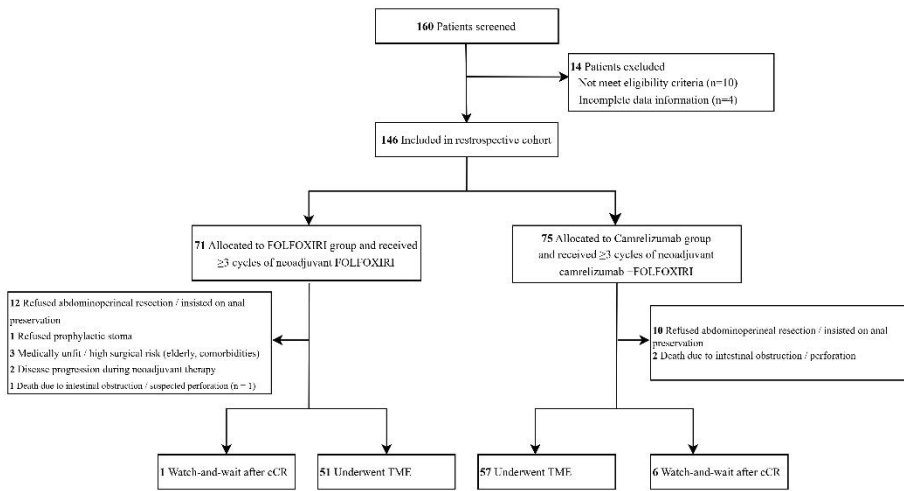 160 Patients screened
14 Patients excluded
Not meet eligibility criteria (n=10)
Incomplete data information (n=4)
146 Included in restrospective cohort
71 Allocated to FOLFOXIRI group and received
≥3 cycles of neoadjuvant FOLFOXIRI
75 Allocated to Camrelizumab group
and received ≥3 cycles of neoadjuvant
camrelizumab −FOLFOXIRI
12 Refused abdominoperineal resection / insisted on anal
preservation
1 Refused prophylactic stoma
3 Medically unfit / high surgical risk (elderly, comorbidities)
2 Disease progression during neoadjuvant therapy
1 Death due to intestinal obstruction / suspected perforation (n = 1)
10 Refused abdominoperineal resection / insisted on anal
preservation
2 Death due to intestinal obstruction / perforation
1 Watch-and-wait after cCR
51 Underwent TME
57 Underwent TME
6 Watch-and-wait after cCR